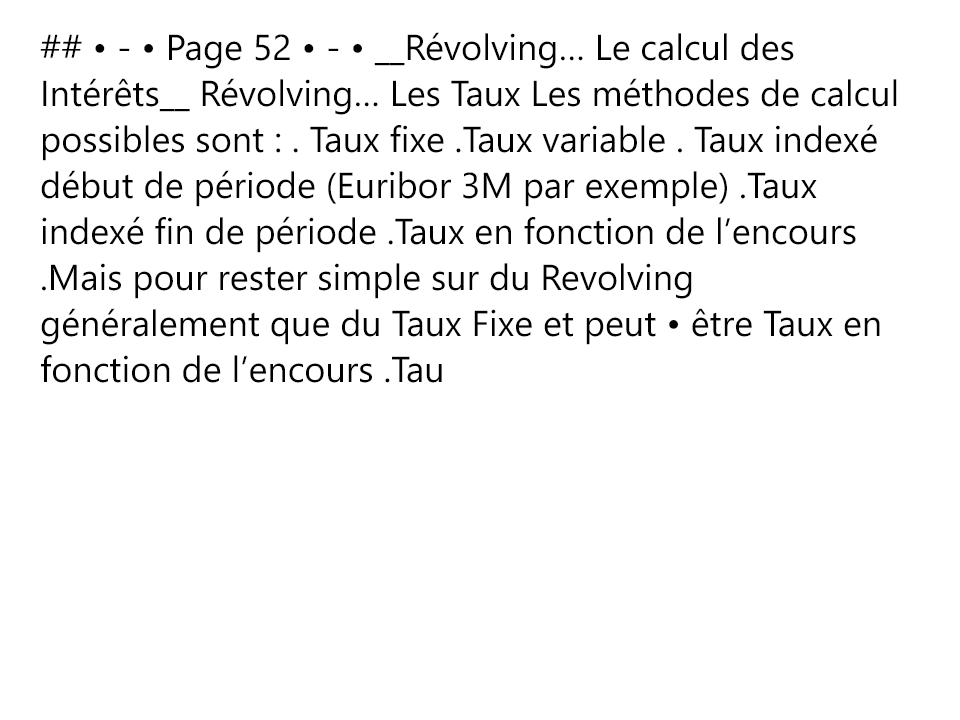 ## • - • Page 52 • - • __Révolving… Le calcul des
Intérêts__ Révolving… Les Taux Les méthodes de calcul
possibles sont : . Taux fixe .Taux variable . Taux indexé
début de période (Euribor 3M par exemple) .Taux
indexé fin de période .Taux en fonction de l’encours
.Mais pour rester simple sur du Revolving
généralement que du Taux Fixe et peut • être Taux en
fonction de l’encours .Tau